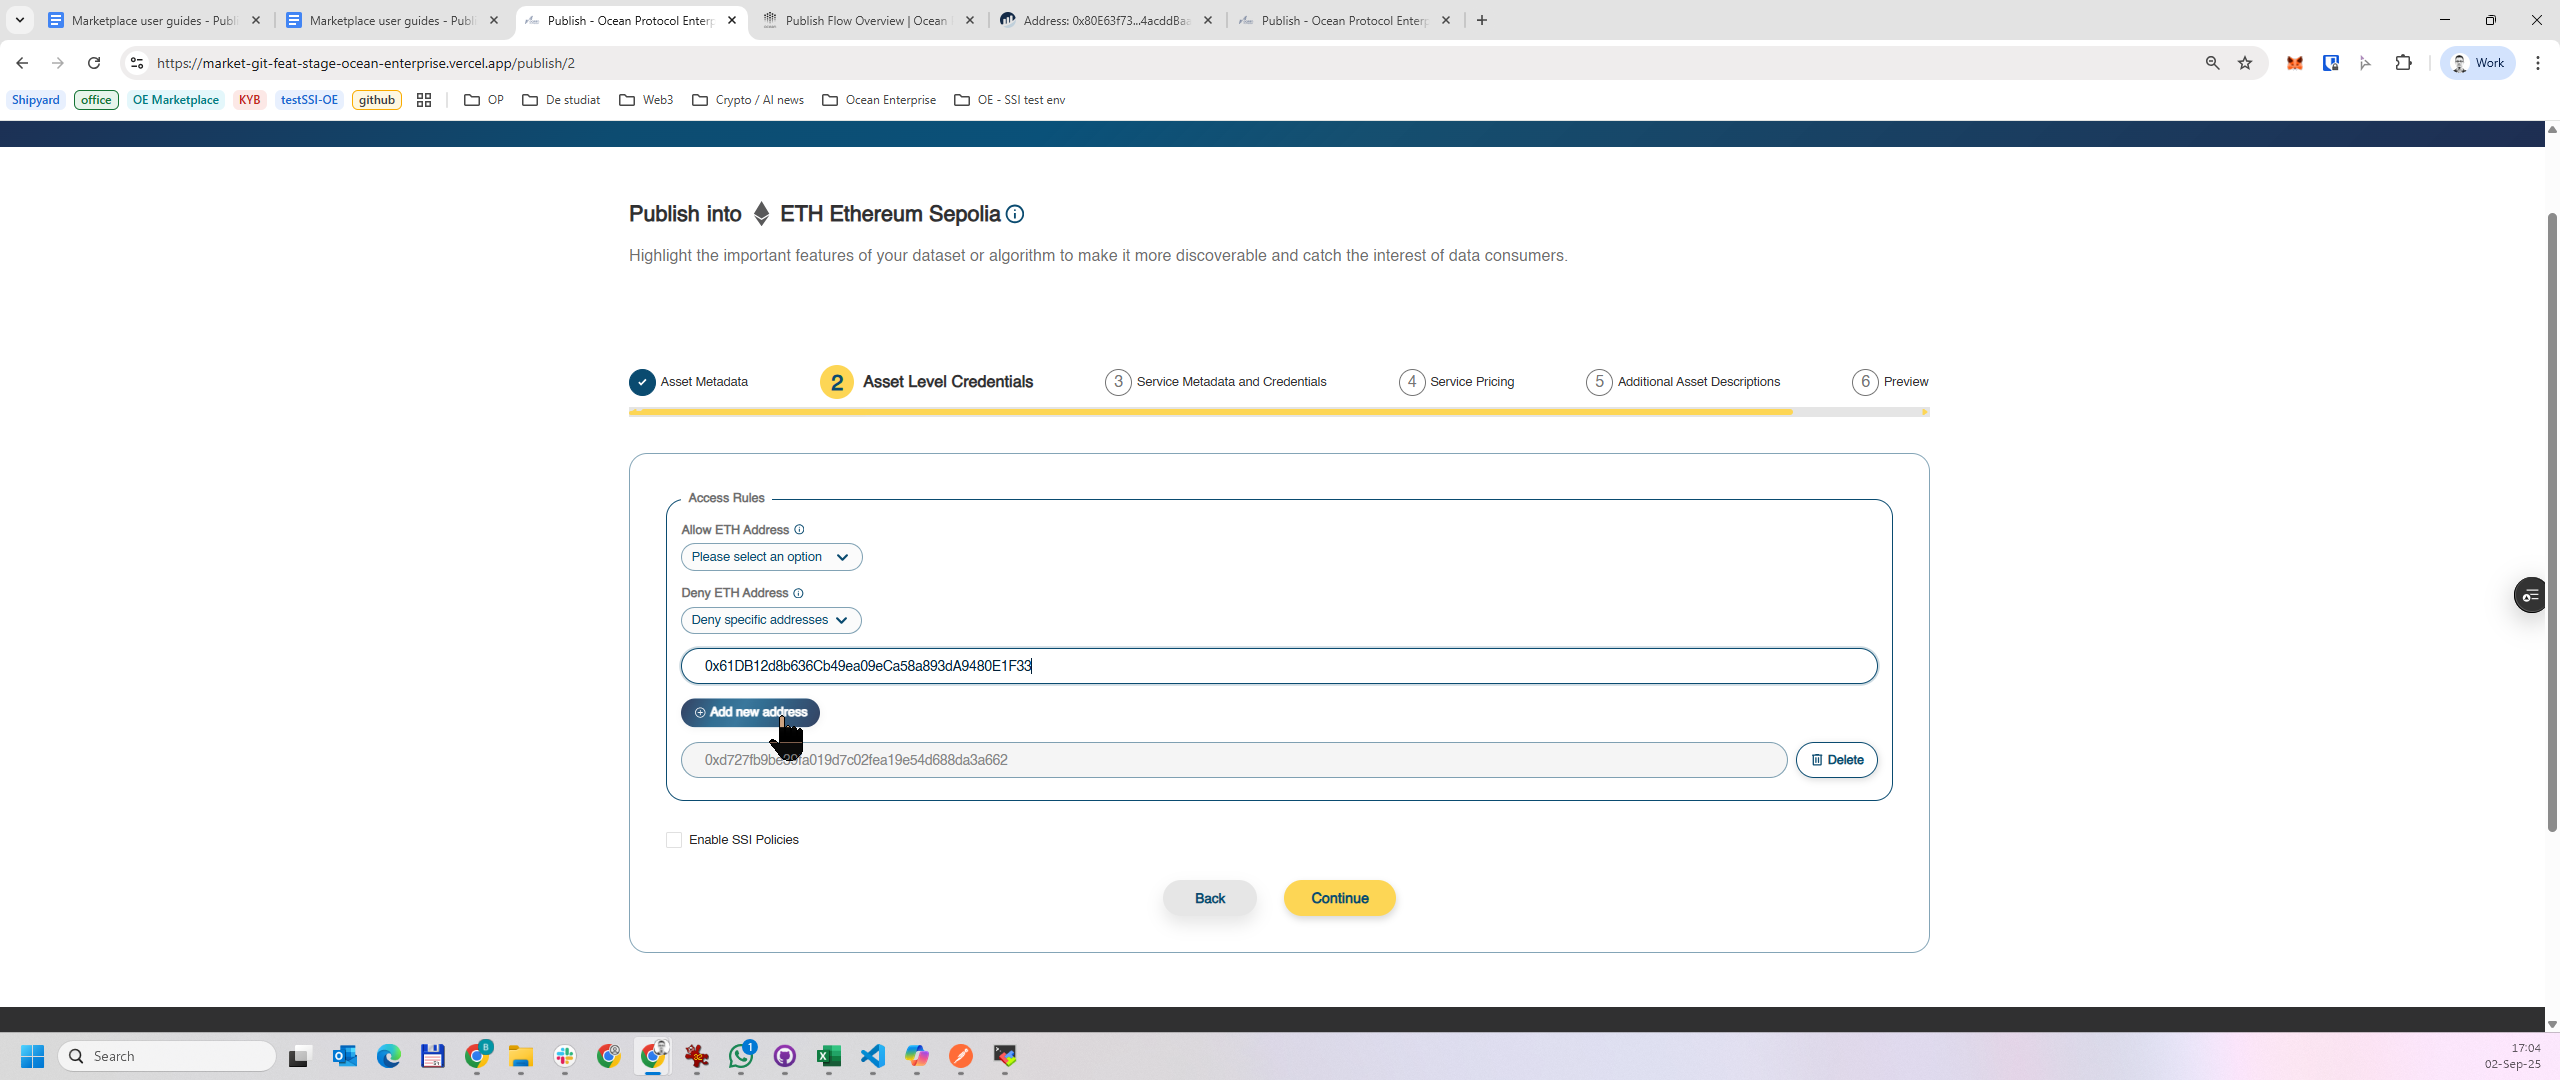 Marketplace user guides - Publ
Marketplace user guides - Publ
Publish - Ocean Protocol Enterp
Publish Flow Overview | Ocean
Address: 0x80E63f73...4acddBaa
Publish - Ocean Protocol Enterp
https://market-git-feat-stage-ocean-enterprise.vercel.app/publish/2
Work
Shipyard
office
OE Marketplace
KYB
testSSI-OE
github
OP
De studiat
Web3
Crypto / AI news
Ocean Enterprise
OE - SSI test env
Publish into ETH Ethereum Sepolia
Highlight the important features of your dataset or algorithm to make it more discoverable and catch the interest of data consumers.
Asset Metadata
2 Asset Level Credentials
3 Service Metadata and Credentials
4 Service Pricing
5 Additional Asset Descriptions
6 Preview
Access Rules
Allow ETH Address
Please select an option
Deny ETH Address
Deny specific addresses
0x61DB12d8b636Cb49ea09eCa58a893dA9480E1F33
Add new address
0xd727fb9be39fa019d7c02fea19e54d688da3a662
Delete
Enable SSI Policies
Back
Continue
Search
B
1
17:04
02-Sep-25